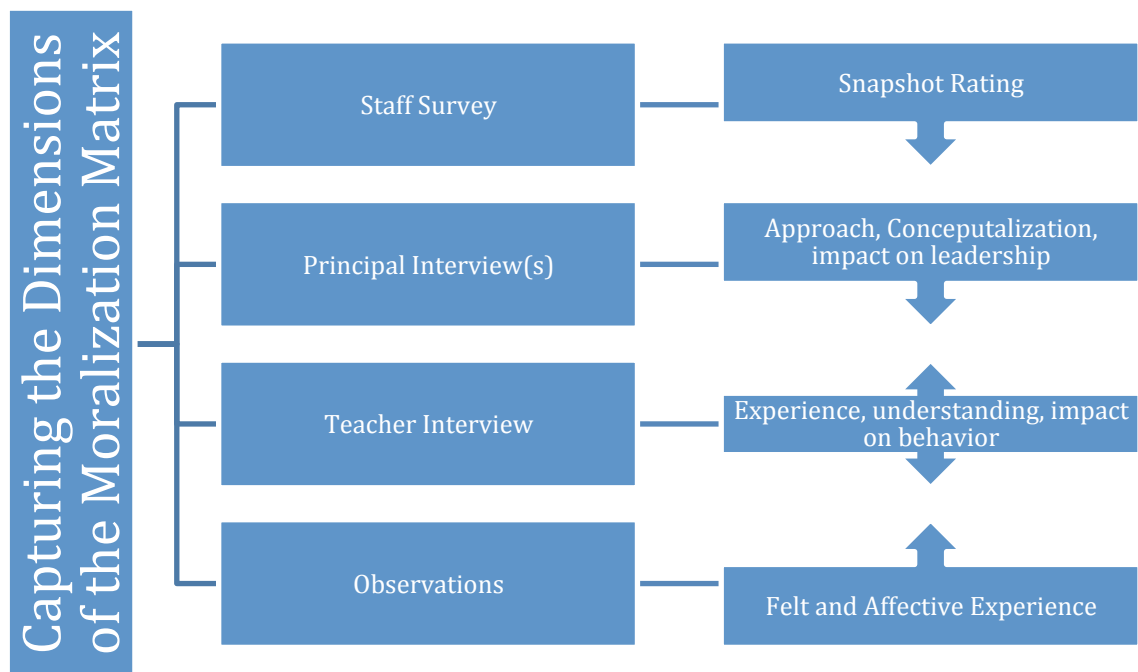 Capturing the Dimensions
of the Moralization Matrix
Staff Survey
Snapshot Rating
Principal Interview(s)
Approach, Conceputalization,
impact on leadership
Teacher Interview
Experience, understanding, impact
on behavior
Observations
Felt and Affective Experience